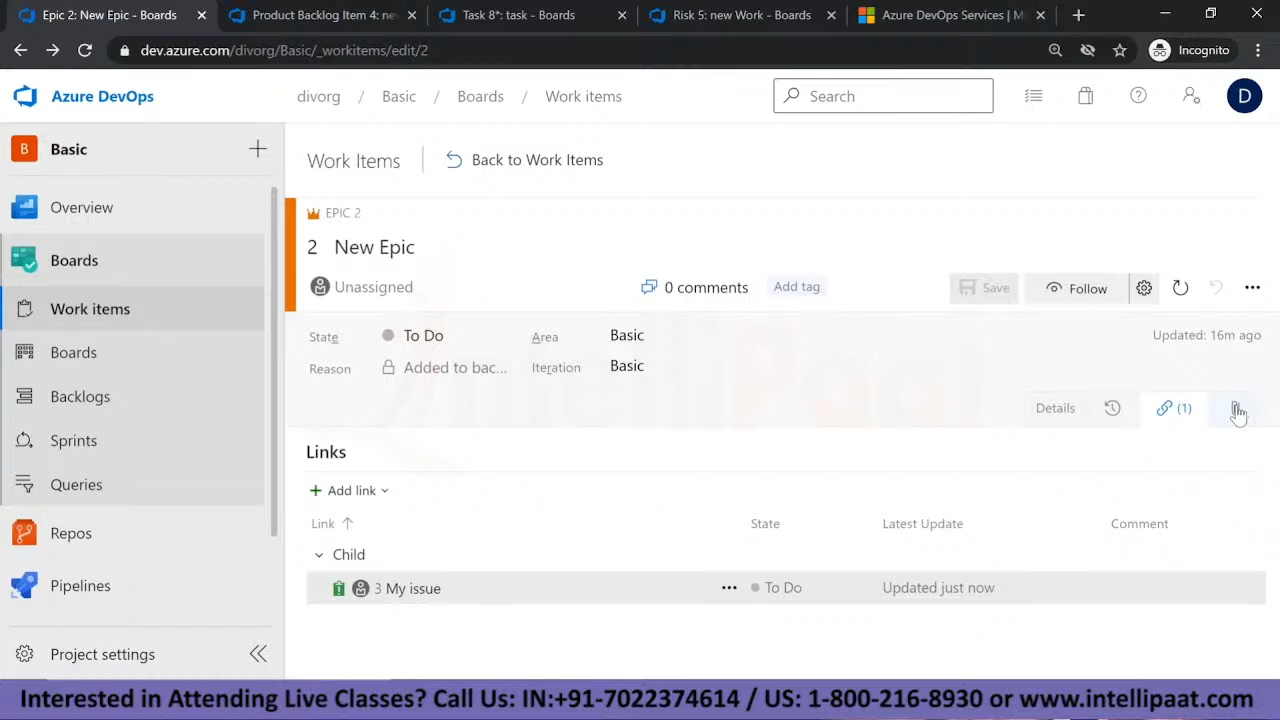 Epic 2: New Epic - Boards
Product Backlog Item 4: ne
Task 8*: task - Boards
Risk 5: new Work - Boards
Azure DevOps Services | M
dev.azure.com/divorg/Basic/_workitems/edit/2
Incognito
Azure DevOps
divorg / Basic / Boards / Work items
Search
D
B Basic
Overview
Boards
Work items
Boards
Backlogs
Sprints
Queries
Repos
Pipelines
Project settings
Work Items
Back to Work Items
EPIC 2
2 New Epic
Unassigned
0 comments
Add tag
Save
Follow
State To Do
Area Basic
Updated: 16m ago
Reason Added to bac...
Iteration Basic
Details
(1)
intelliPaat
Links
Add link
Link State Latest Update Comment
Child
3 My issue To Do Updated just now
Interested in Attending Live Classes? Call Us: IN:+91-7022374614 / US: 1-800-216-8930 or www.intellipaat.com